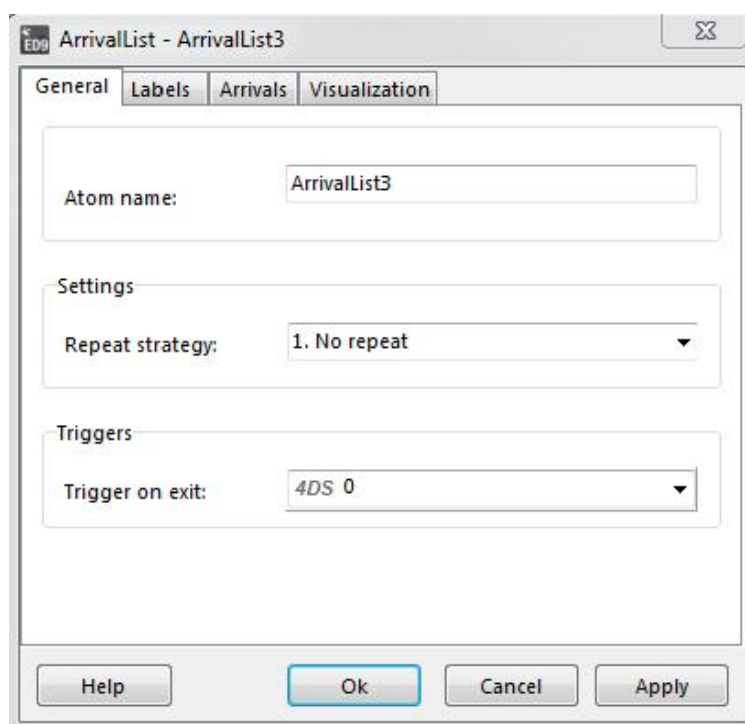 ED9 ArrivalList - ArrivalList3
General Labels Arrivals Visualization
Atom name: ArrivalList3
Settings
Repeat strategy: 1. No repeat
Triggers
Trigger on exit: 4DS 0
Help Ok Cancel Apply